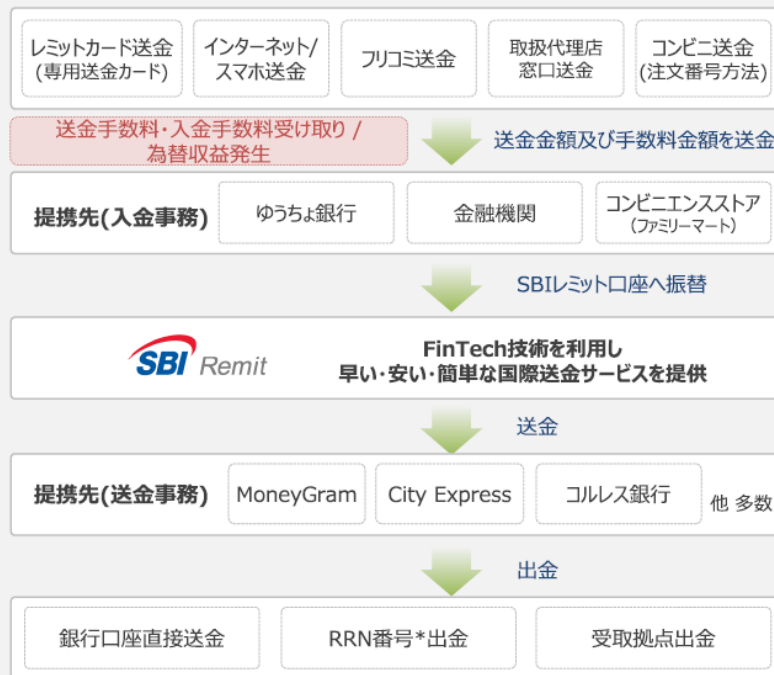 レミットカード送金
(専用送金カード)
インターネット/
スマホ送金
フリコミ送金
取扱代理店
窓口送金
コンビニ送金
(注文番号方法)
送金手数料・入金手数料受け取り /
為替収益発生
送金金額及び手数料金額を送金
提携先(入金事務)
ゆうちょ銀行
金融機関
コンビニエンスストア
(ファミリーマート)
SBIレミット口座へ振替
SBI Remit
FinTech技術を利用し
早い・安い・簡単な国際送金サービスを提供
送金
提携先(送金事務)
MoneyGram
City Express
コルレス銀行
他 多数
出金
銀行口座直接送金
RRN番号*出金
受取拠点出金